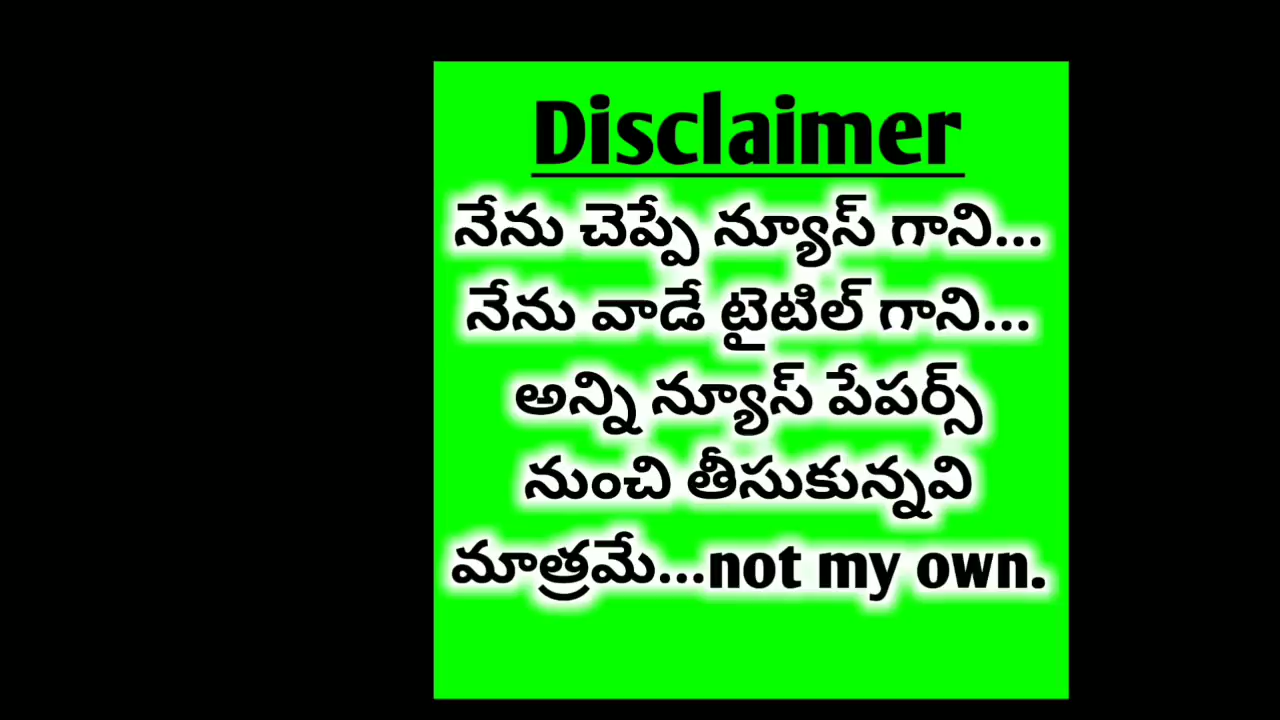 Disclaimer
నేను చెప్పే న్యూస్ గాని...
నేను వాడే టైటిల్ గాని...
అన్ని న్యూస్ పేపర్స్
నుంచి తీసుకున్నవి
మాత్రమే...not my own.